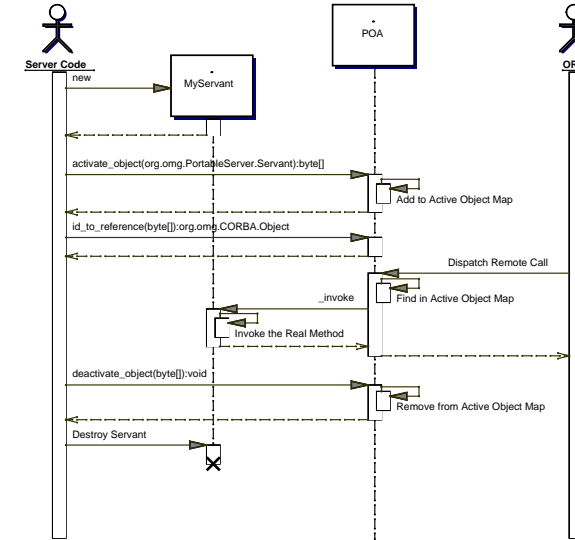 POA
Server Code
OR
new
MyServant
activate_object(org.omg.PortableServer.Servant):byte[]
Add to Active Object Map
id_to_reference(byte[]):org.omg.CORBA.Object
Dispatch Remote Call
_invoke
Find in Active Object Map
Invoke the Real Method
deactivate_object(byte[]):void
Remove from Active Object Map
Destroy Servant